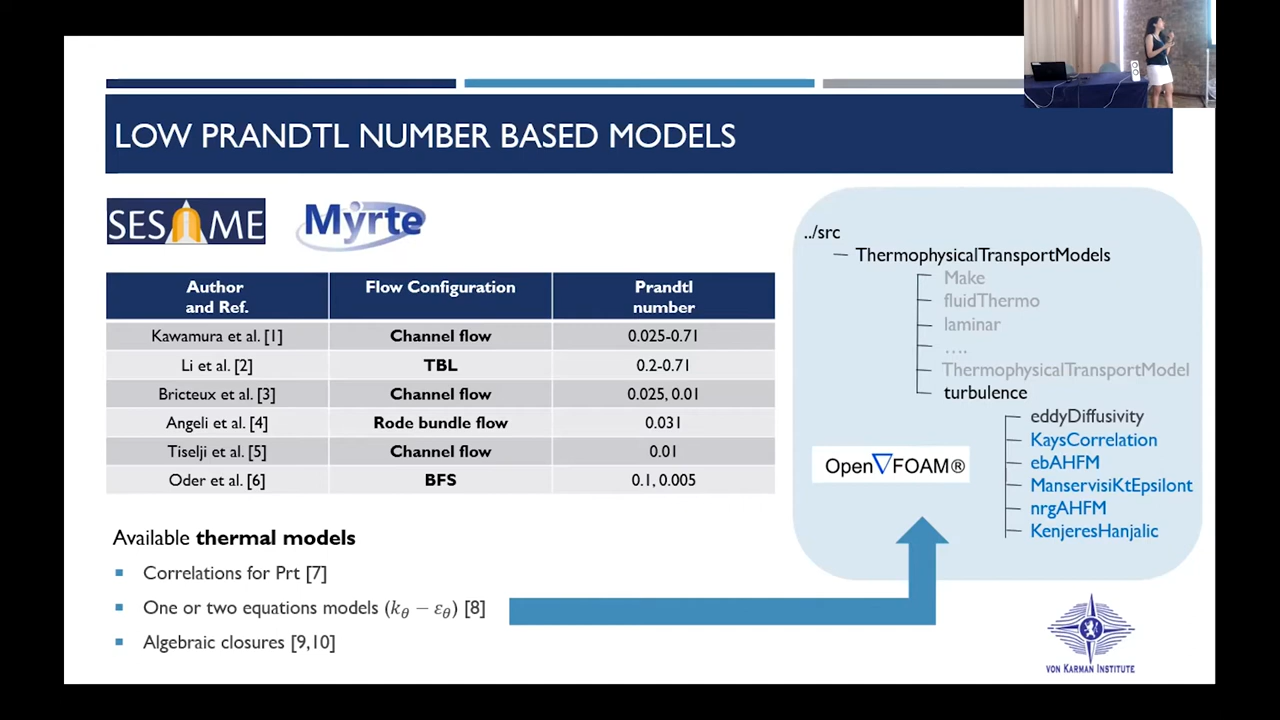 LOW PRANDTL NUMBER BASED MODELS
SESAME
Myrte
Author and Ref. Flow Configuration Prandtl number
Kawamura et al. [1] Channel flow 0.025-0.71
Li et al. [2] TBL 0.2-0.71
Bricteux et al. [3] Channel flow 0.025, 0.01
Angeli et al. [4] Rode bundle flow 0.031
Tiselji et al. [5] Channel flow 0.01
Oder et al. [6] BFS 0.1, 0.005
Available thermal models
Correlations for Prt [7]
One or two equations models (kθ − εθ) [8]
Algebraic closures [9,10]
../src
ThermophysicalTransportModels
Make
fluidThermo
laminar
....
ThermophysicalTransportModel
turbulence
eddyDiffusivity
KaysCorrelation
ebAHFM
ManservisiKtEpsilont
nrgAHFM
KenjeresHanjalic
Open∇FOAM®
VON KARMAN INSTITUTE